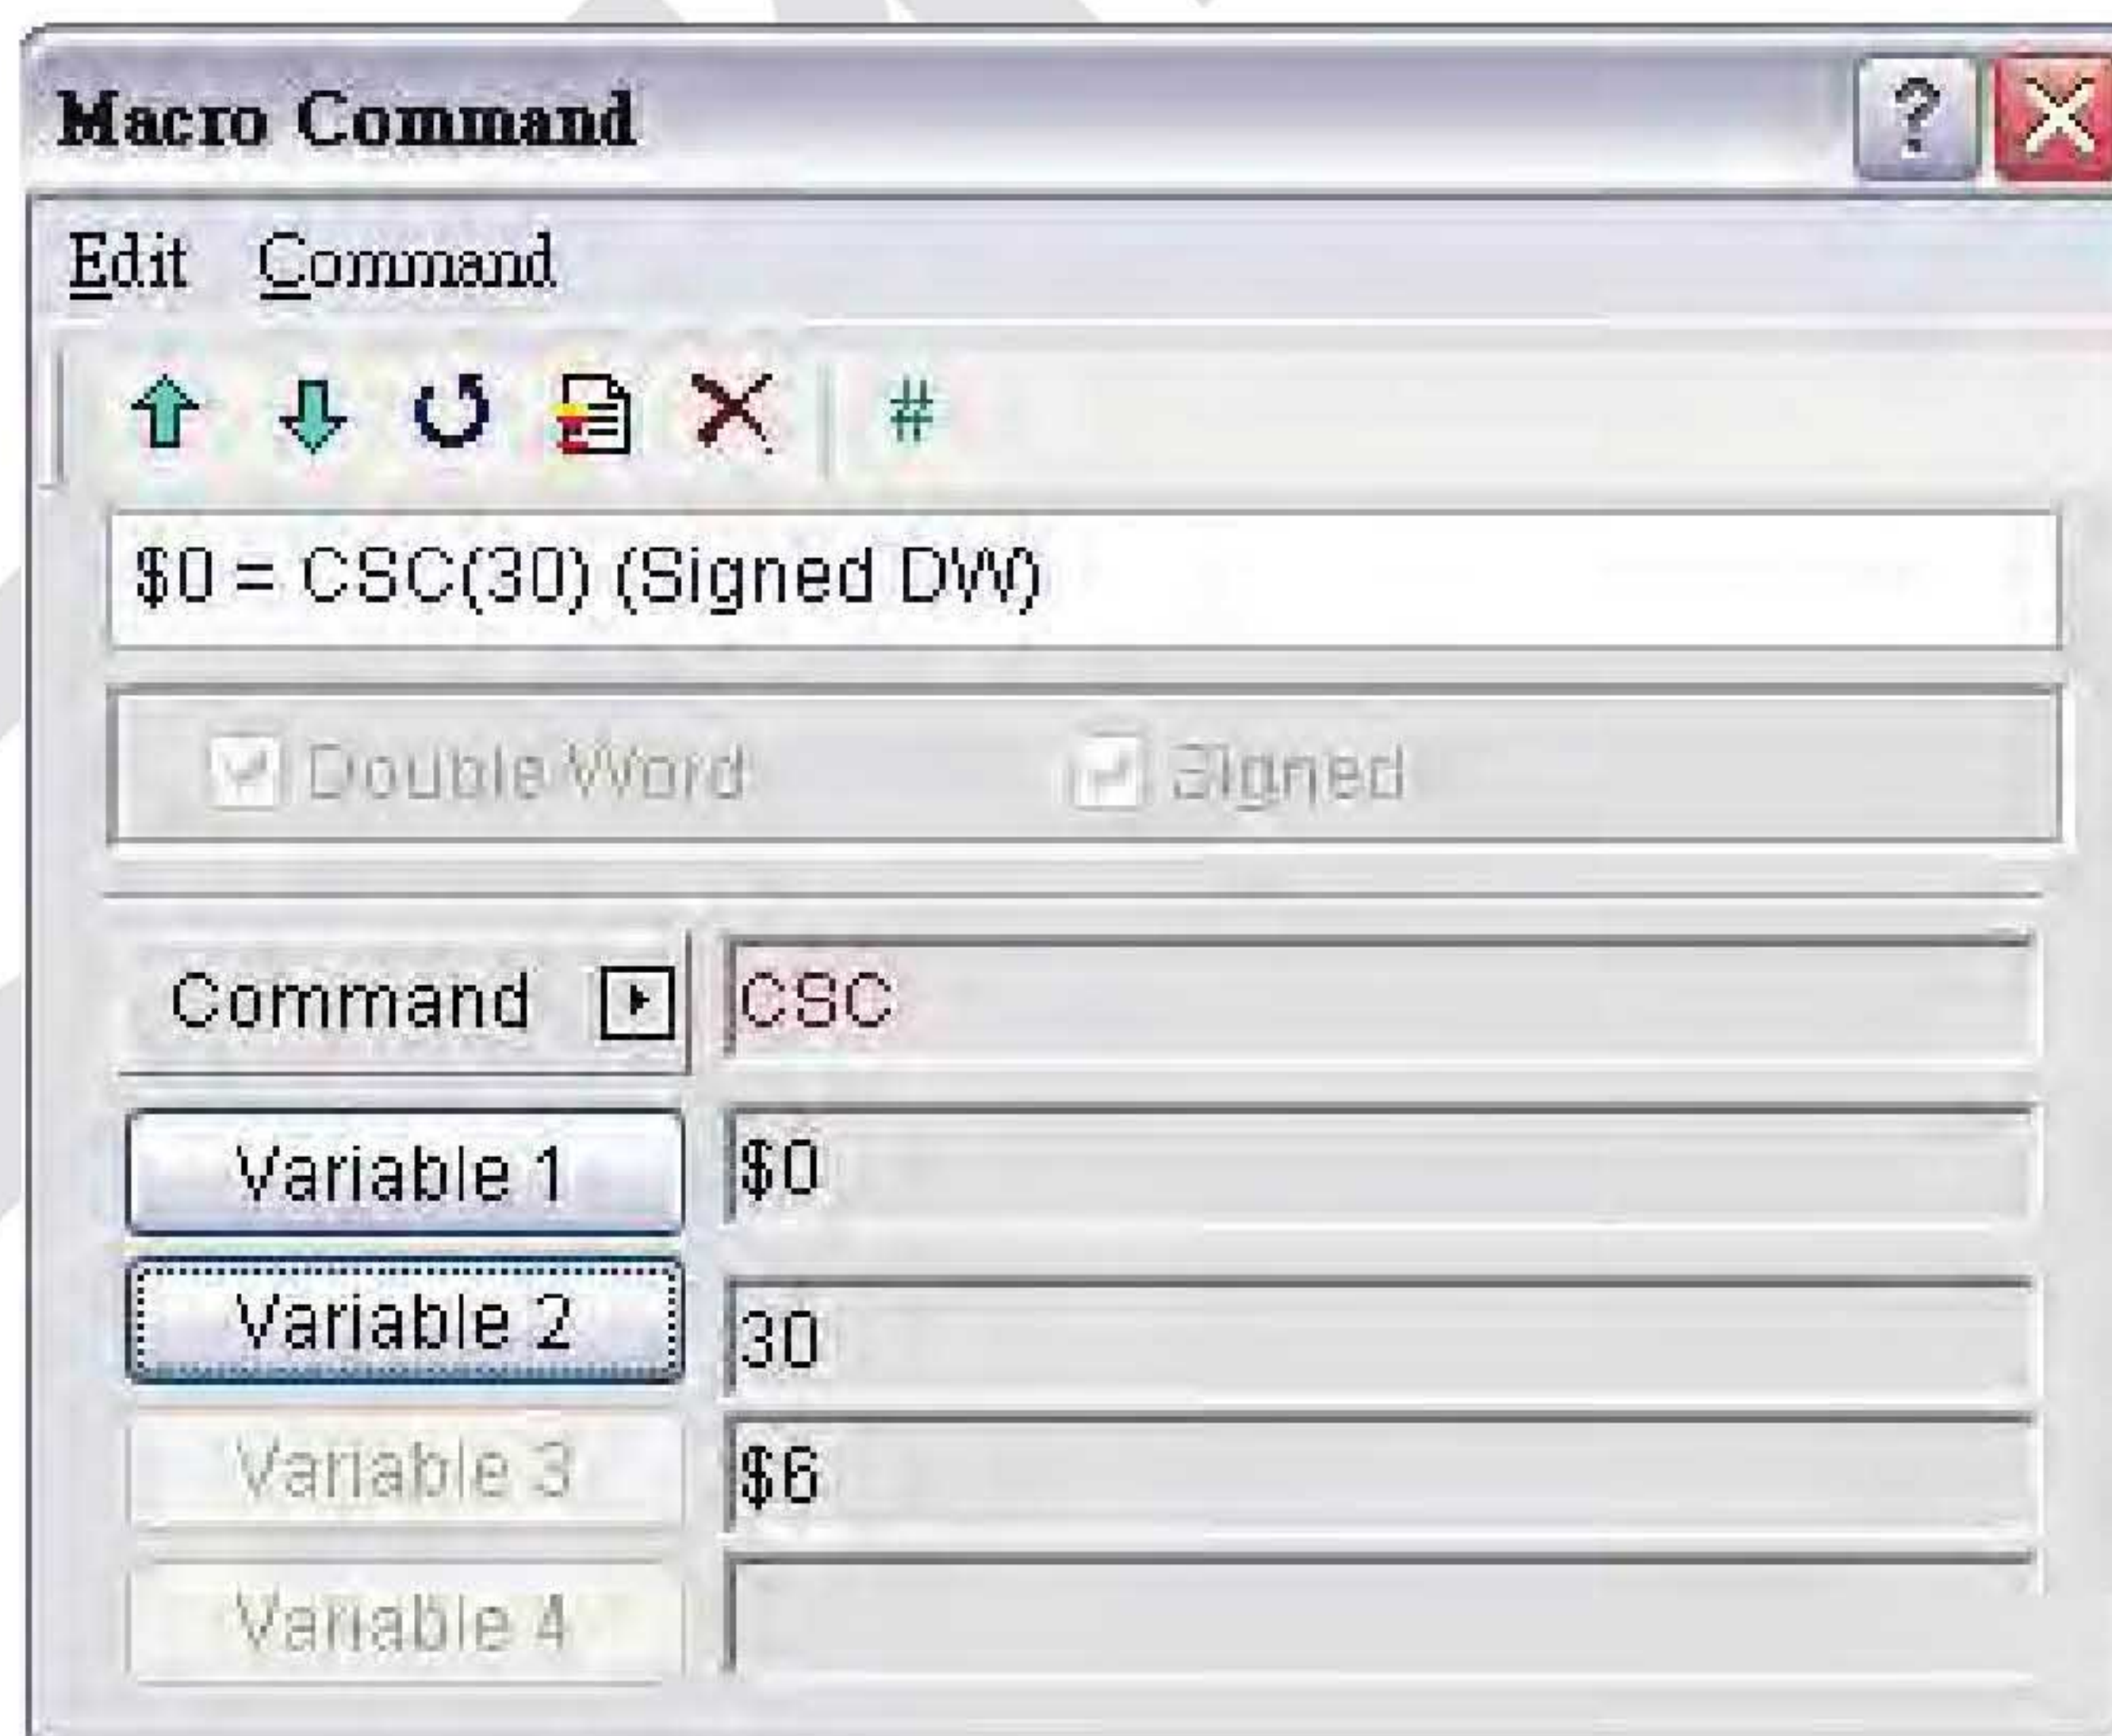 Macro Command ?
Edit Command
#
$0 = CSC(30) (Signed DW)
Double Word Signed
Command CSC
Variable 1 $0
Variable 2 30
Variable 3 $6
Variable 4